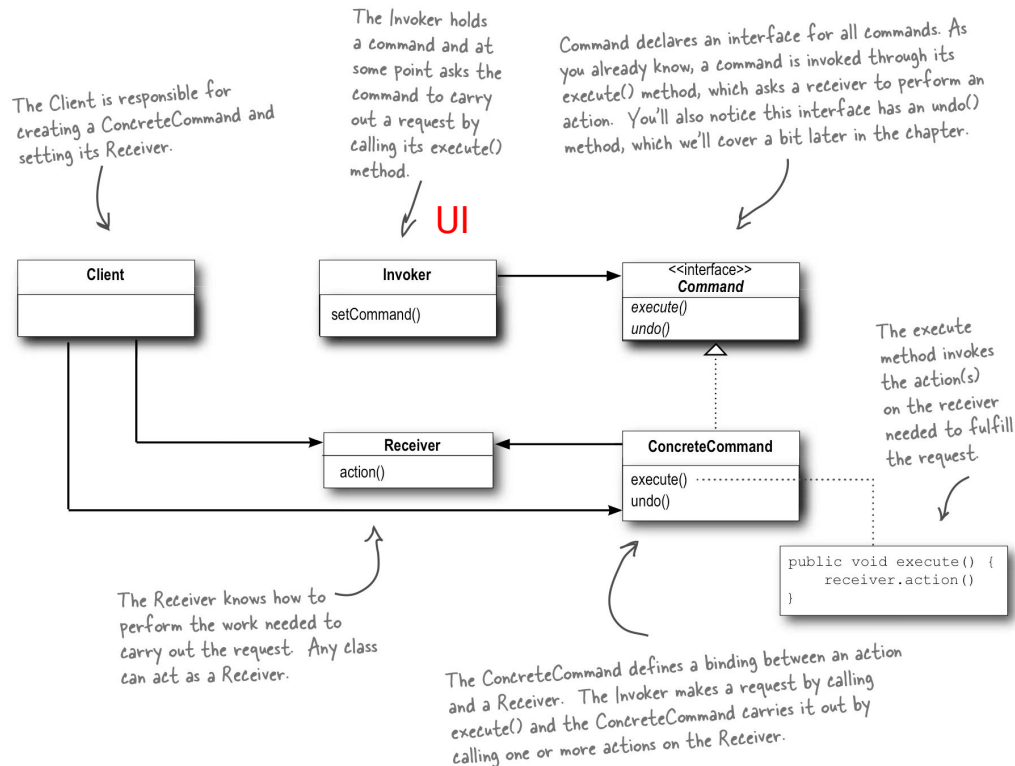 The Client is responsible for
creating a ConcreteCommand and
setting its Receiver.
The Invoker holds
a command and at
some point asks the
command to carry
out a request by
calling its execute()
method.
Command declares an interface for all commands. As
you already know, a command is invoked through its
execute() method, which asks a receiver to perform an
action. You'll also notice this interface has an undo()
method, which we'll cover a bit later in the chapter.
UI
Client
Invoker
setCommand()
<<interface>>
Command
execute()
undo()
The execute
method invokes
the action(s)
on the receiver
needed to fulfill
the request.
Receiver
action()
ConcreteCommand
execute()
undo()
public void execute() {
receiver.action()
}
The Receiver knows how to
perform the work needed to
carry out the request. Any class
can act as a Receiver.
The ConcreteCommand defines a binding between an action
and a Receiver. The Invoker makes a request by calling
execute() and the ConcreteCommand carries it out by
calling one or more actions on the Receiver.